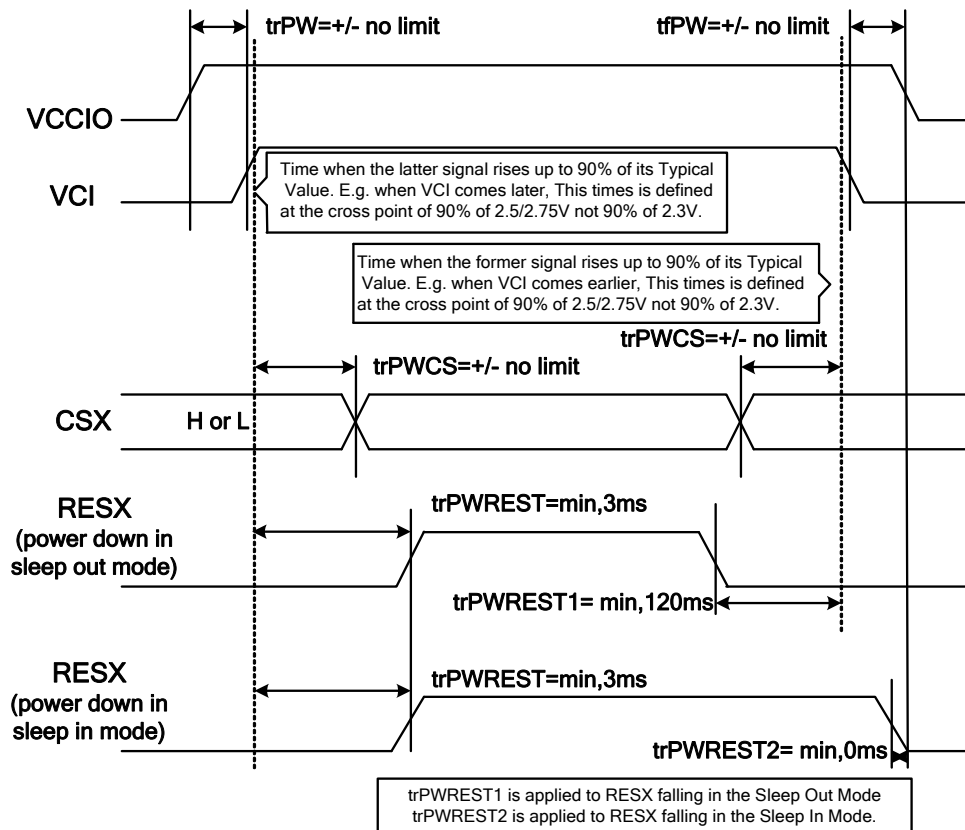 trPW=+/- no limit
tfPW=+/- no limit
VCCIO
VCI
Time when the latter signal rises up to 90% of its Typical
Value. E.g. when VCI comes later, This times is defined
at the cross point of 90% of 2.5/2.75V not 90% of 2.3V.
Time when the former signal rises up to 90% of its Typical
Value. E.g. when VCI comes earlier, This times is defined
at the cross point of 90% of 2.5/2.75V not 90% of 2.3V.
trPWCS=+/- no limit
trPWCS=+/- no limit
CSX
H or L
RESX
(power down in
sleep out mode)
trPWREST=min,3ms
trPWREST1= min,120ms
RESX
(power down in
sleep in mode)
trPWREST=min,3ms
trPWREST2= min,0ms
trPWREST1 is applied to RESX falling in the Sleep Out Mode
trPWREST2 is applied to RESX falling in the Sleep In Mode.